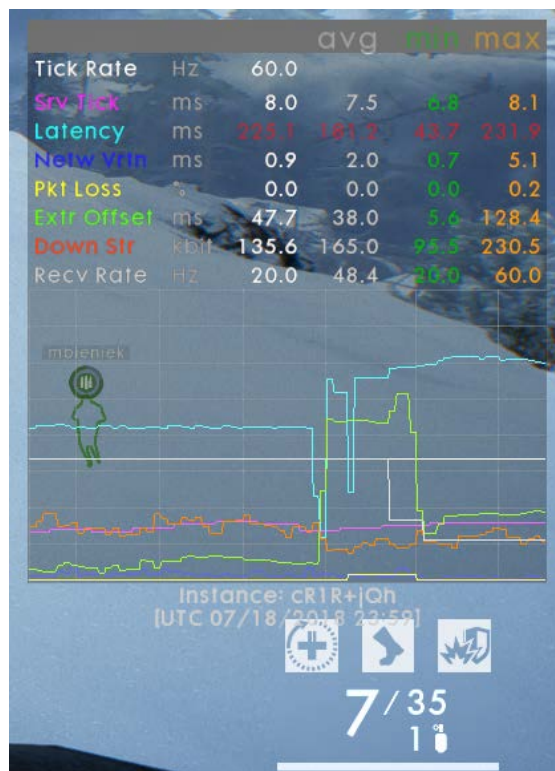 avg min max
Tick Rate Hz 60.0
Srv Tick ms 8.0 7.5 6.8 8.1
Latency ms 225.1 181.2 43.7 231.9
Netw Vrtn ms 0.9 2.0 0.7 5.1
Pkt Loss % 0.0 0.0 0.0 0.2
Extr Offset ms 47.7 38.0 5.6 128.4
Down Str kbit 135.6 165.0 95.5 230.5
Recv Rate Hz 20.0 48.4 20.0 60.0
mbieniek
Instance: cR1R+jQh
[UTC 07/18/2018 23:59]
7/35
1